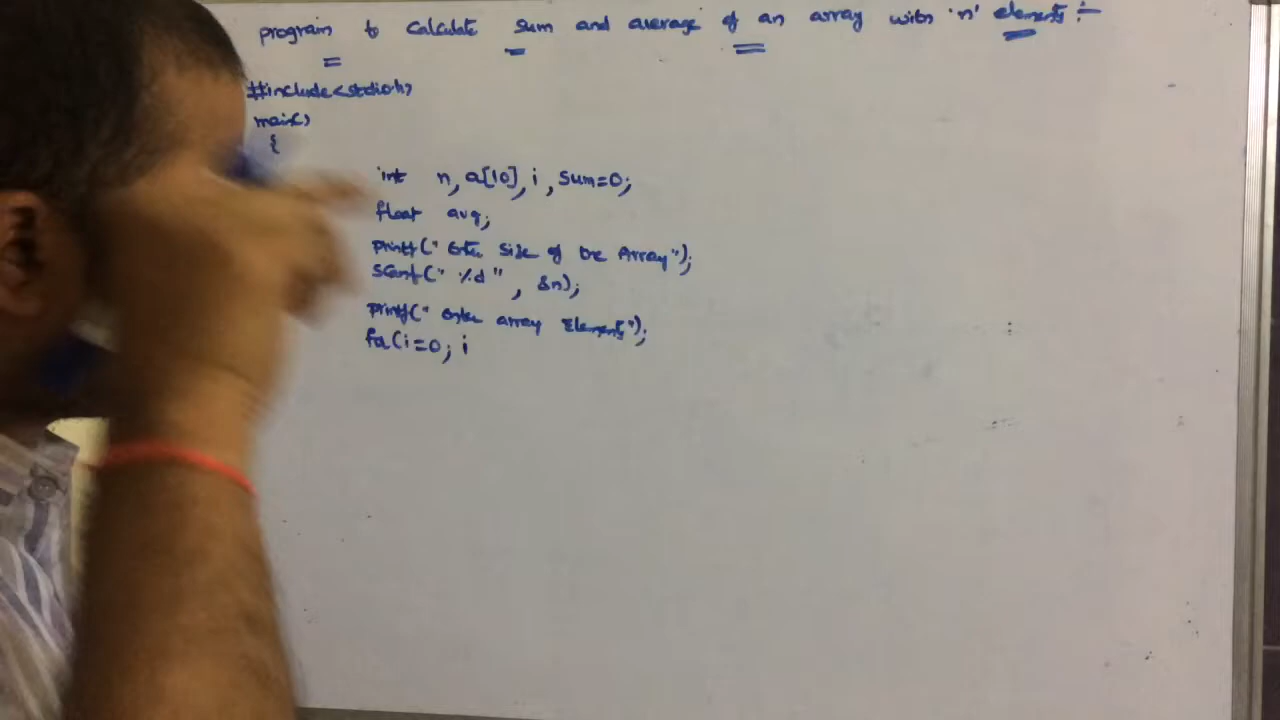 program to calculate sum and average of an array with 'n' elements :-
#include<stdio.h>
main()
{
int n, a[10], i, sum=0;
float avg;
printf(" Enter size of the Array");
scanf(" %d ", &n);
printf(" enter array Elements");
for(i=0; i